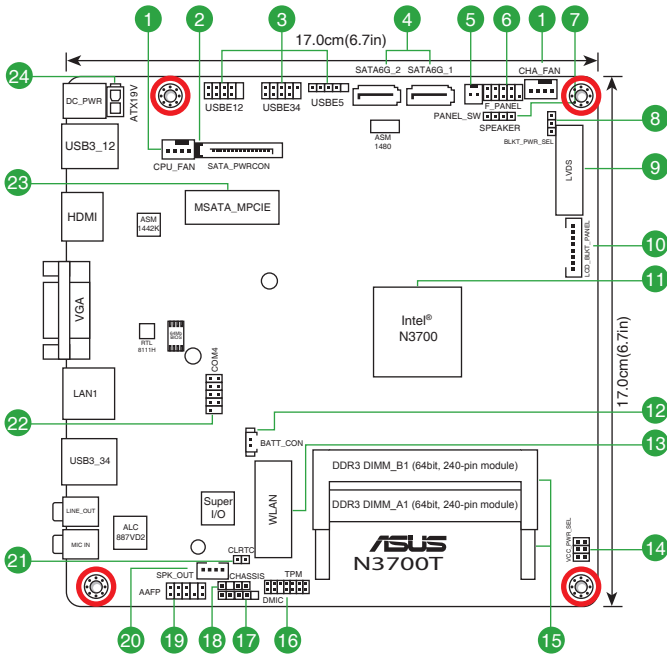 1
2
3
4
5
6
1
7
17.0cm(6.7in)
SATA6G_2
SATA6G_1
CHA_FAN
24
DC_PWR
ATX19V
USBE12
USBE34
USBE5
F_PANEL
PANEL_SW
SPEAKER
8
BLKT_PWR_SEL
USB3_12
1
CPU_FAN
SATA_PWRCON
ASM
1480
9
LVDS
23
MSATA_MPCIE
HDMI
ASM
1442K
10
LCD_BLKT_PANEL
11
VGA
Intel®
N3700
RTL
8111H
64Mb
BIOS
17.0cm(6.7in)
COM4
LAN1
22
12
BATT_CON
13
USB3_34
DDR3 DIMM_B1 (64bit, 240-pin module)
DDR3 DIMM_A1 (64bit, 240-pin module)
WLAN
Super
I/O
LINE_OUT
ALC
887VD2
MIC IN
ASUS
N3700T
VCC_PWR_SEL
14
21
CLRTC
20
SPK_OUT
CHASSIS
TPM
AAFP
DMIC
19
18
17
16
15